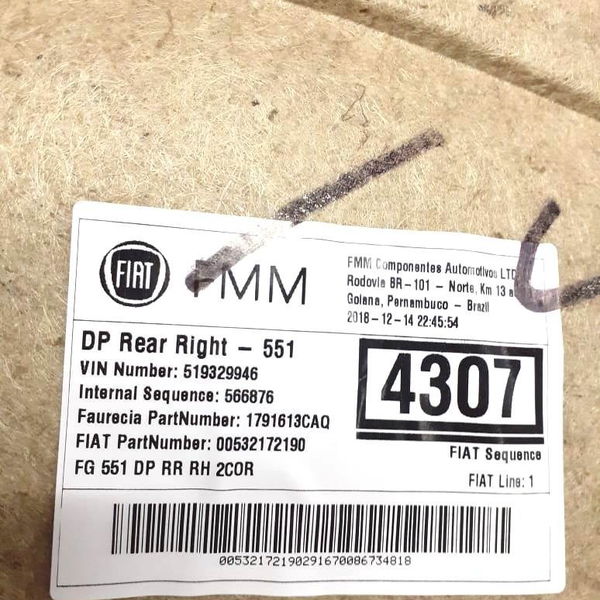 FIAT
FMM
FMM Componentes Automotivos LTD
Rodovia BR-101 - Norte, Km 13
Goiana, Pernambuco - Brazil
2018-12-14 22:45:54
DP Rear Right - 551
VIN Number: 519329946
Internal Sequence: 566876
Faurecia PartNumber: 1791613CAQ
FIAT PartNumber: 00532172190
FG 551 DP RR RH 2COR
4307
FIAT Sequence
FIAT Line: 1
005321721902916700867​34818